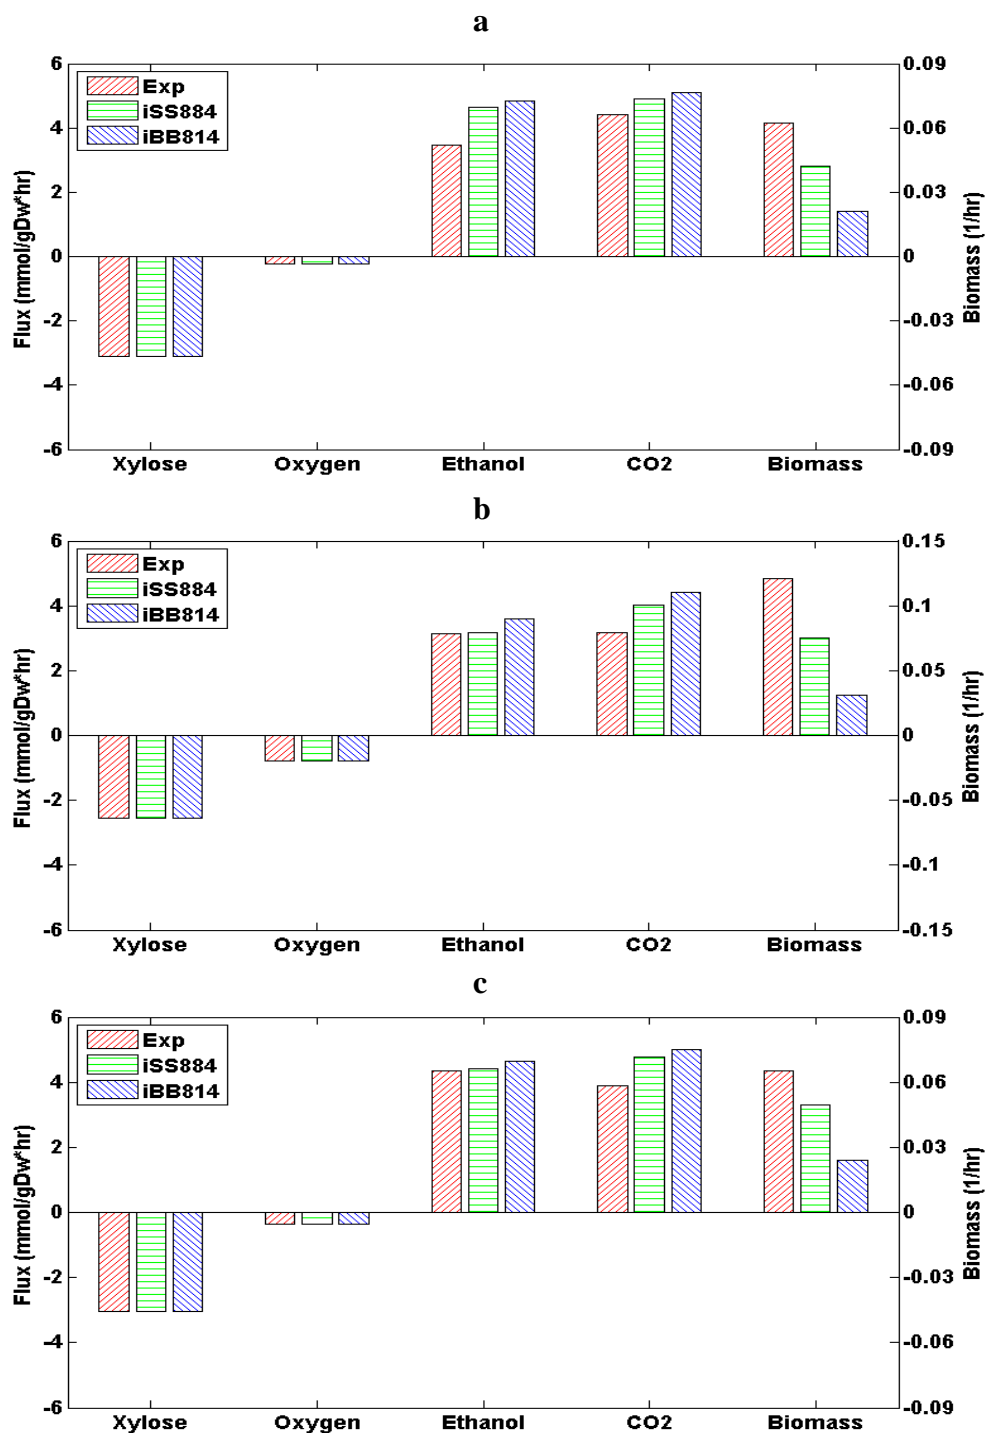 a
Flux (mmol/gDw*hr)
6
4
2
0
-2
-4
-6
Exp
iSS884
iBB814
0.09
0.06
0.03
0
-0.03
-0.06
-0.09
Biomass (1/hr)
Xylose Oxygen Ethanol CO2 Biomass
b
Flux (mmol/gDw*hr)
6
4
2
0
-2
-4
-6
Exp
iSS884
iBB814
0.15
0.1
0.05
0
-0.05
-0.1
-0.15
Biomass (1/hr)
Xylose Oxygen Ethanol CO2 Biomass
c
Flux (mmol/gDw*hr)
6
4
2
0
-2
-4
-6
Exp
iSS884
iBB814
0.09
0.06
0.03
0
-0.03
-0.06
-0.09
Biomass (1/hr)
Xylose Oxygen Ethanol CO2 Biomass